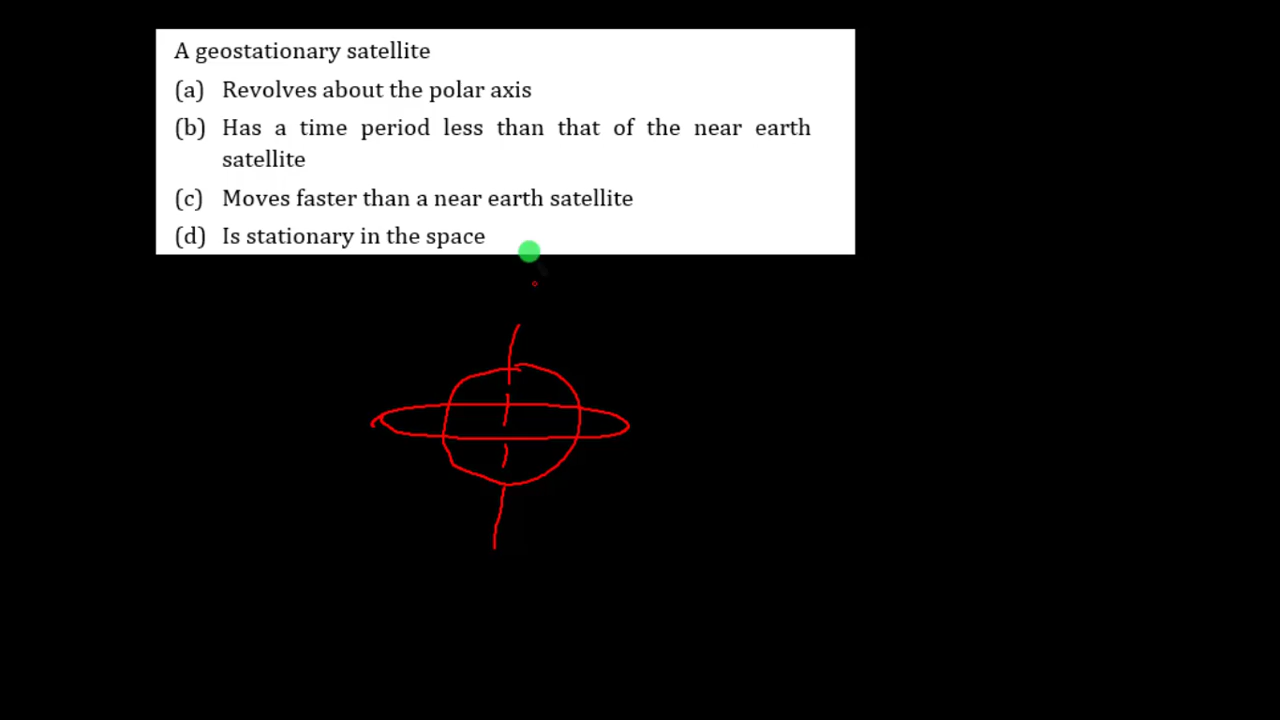 A geostationary satellite
(a) Revolves about the polar axis
(b) Has a time period less than that of the near earth
satellite
(c) Moves faster than a near earth satellite
(d) Is stationary in the space